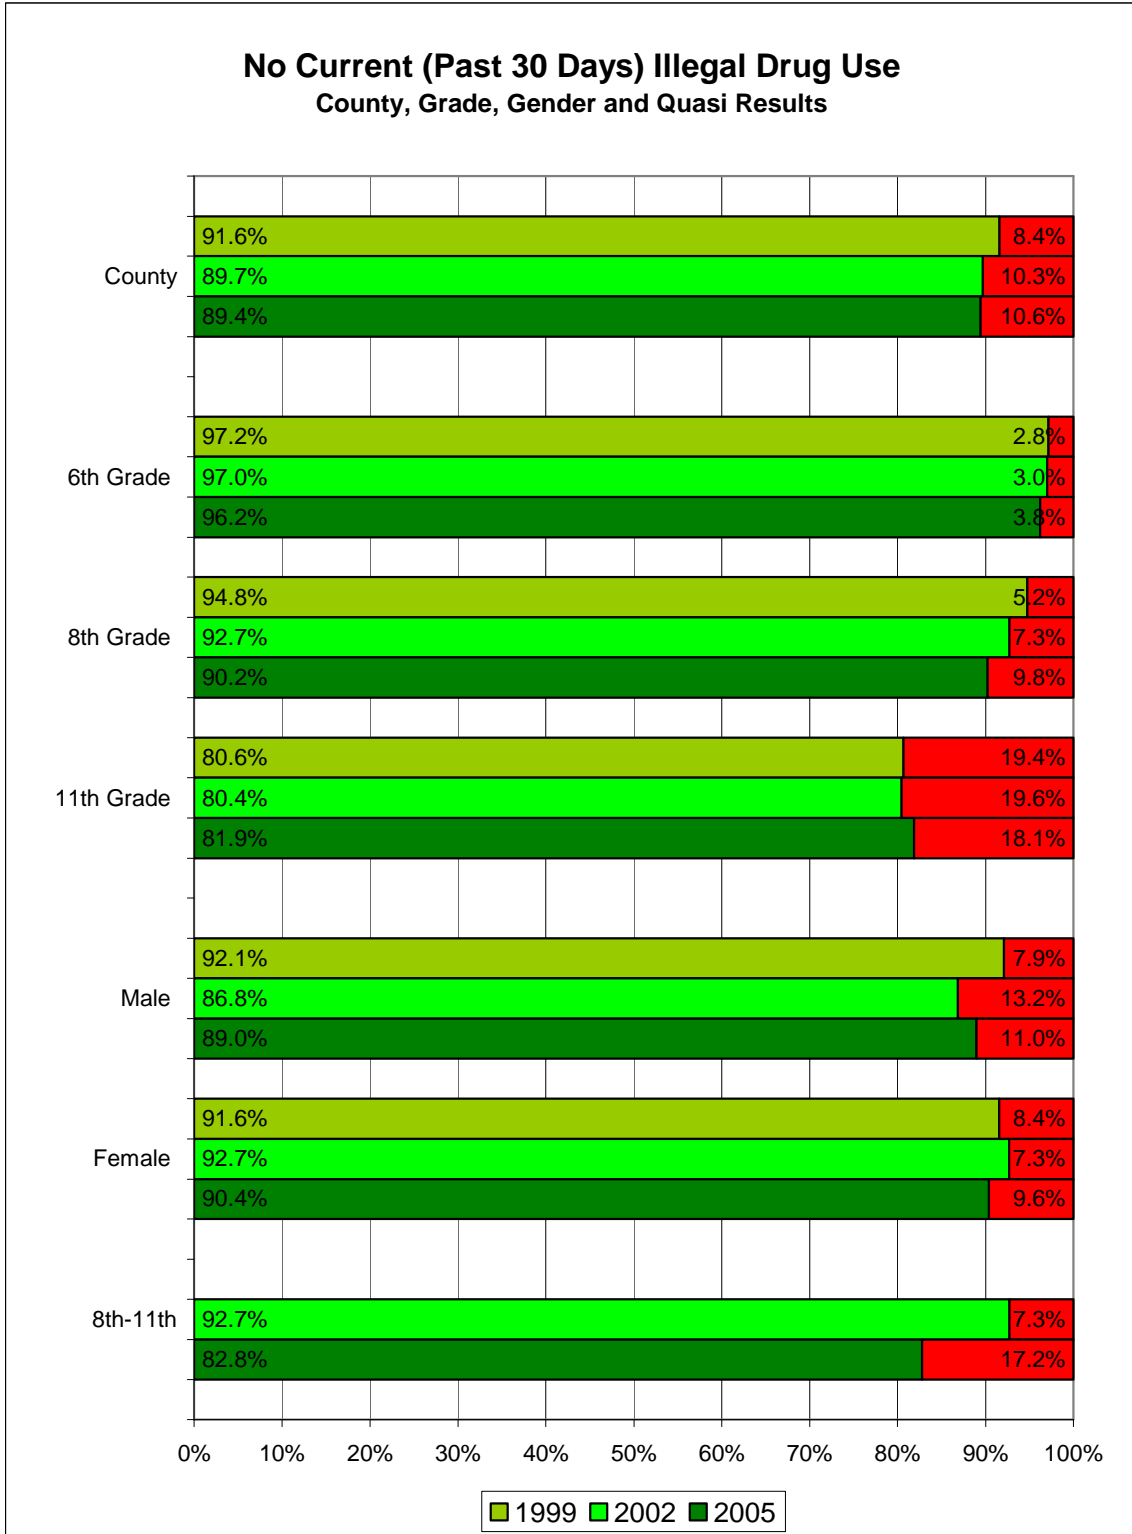 No Current (Past 30 Days) Illegal Drug Use
County, Grade, Gender and Quasi Results
91.6% 8.4%
County 89.7% 10.3%
89.4% 10.6%
97.2% 2.8%
6th Grade 97.0% 3.0%
96.2% 3.8%
94.8% 5.2%
8th Grade 92.7% 7.3%
90.2% 9.8%
80.6% 19.4%
11th Grade 80.4% 19.6%
81.9% 18.1%
92.1% 7.9%
Male 86.8% 13.2%
89.0% 11.0%
91.6% 8.4%
Female 92.7% 7.3%
90.4% 9.6%
8th-11th 92.7% 7.3%
82.8% 17.2%
0% 10% 20% 30% 40% 50% 60% 70% 80% 90% 100%
1999 2002 2005